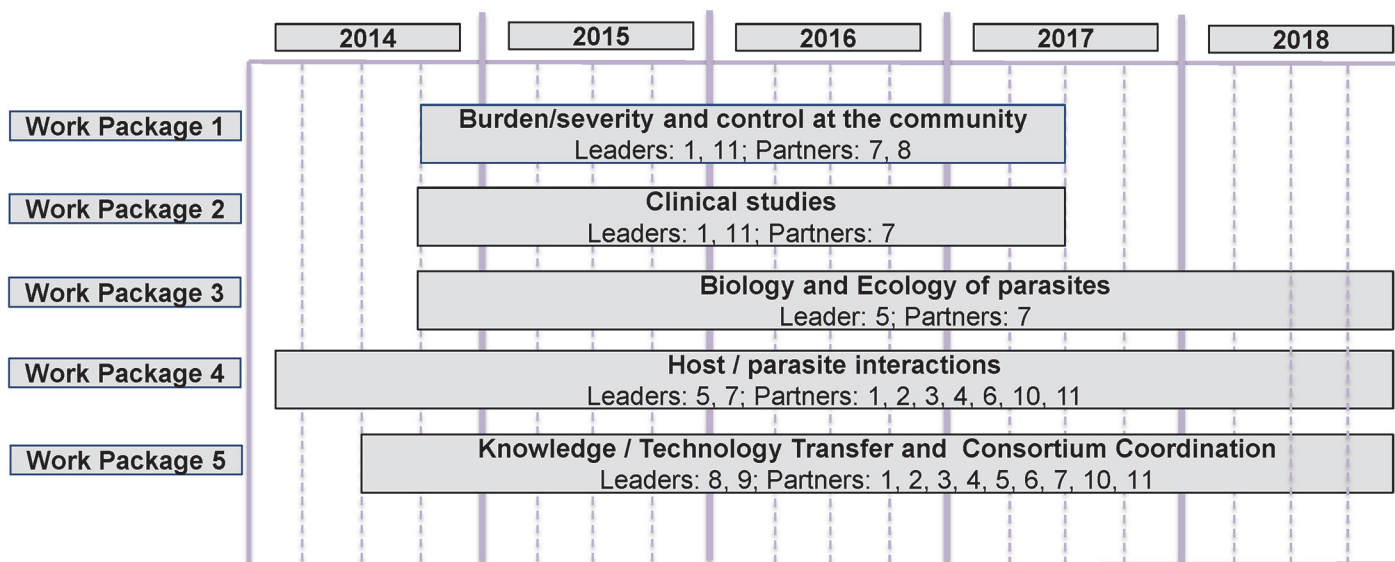 2014
2015
2016
2017
2018
Work Package 1
Burden/severity and control at the community
Leaders: 1, 11; Partners: 7, 8
Work Package 2
Clinical studies
Leaders: 1, 11; Partners: 7
Work Package 3
Biology and Ecology of parasites
Leader: 5; Partners: 7
Work Package 4
Host / parasite interactions
Leaders: 5, 7; Partners: 1, 2, 3, 4, 6, 10, 11
Work Package 5
Knowledge / Technology Transfer and  Consortium Coordination
Leaders: 8, 9; Partners: 1, 2, 3, 4, 5, 6, 7, 10, 11